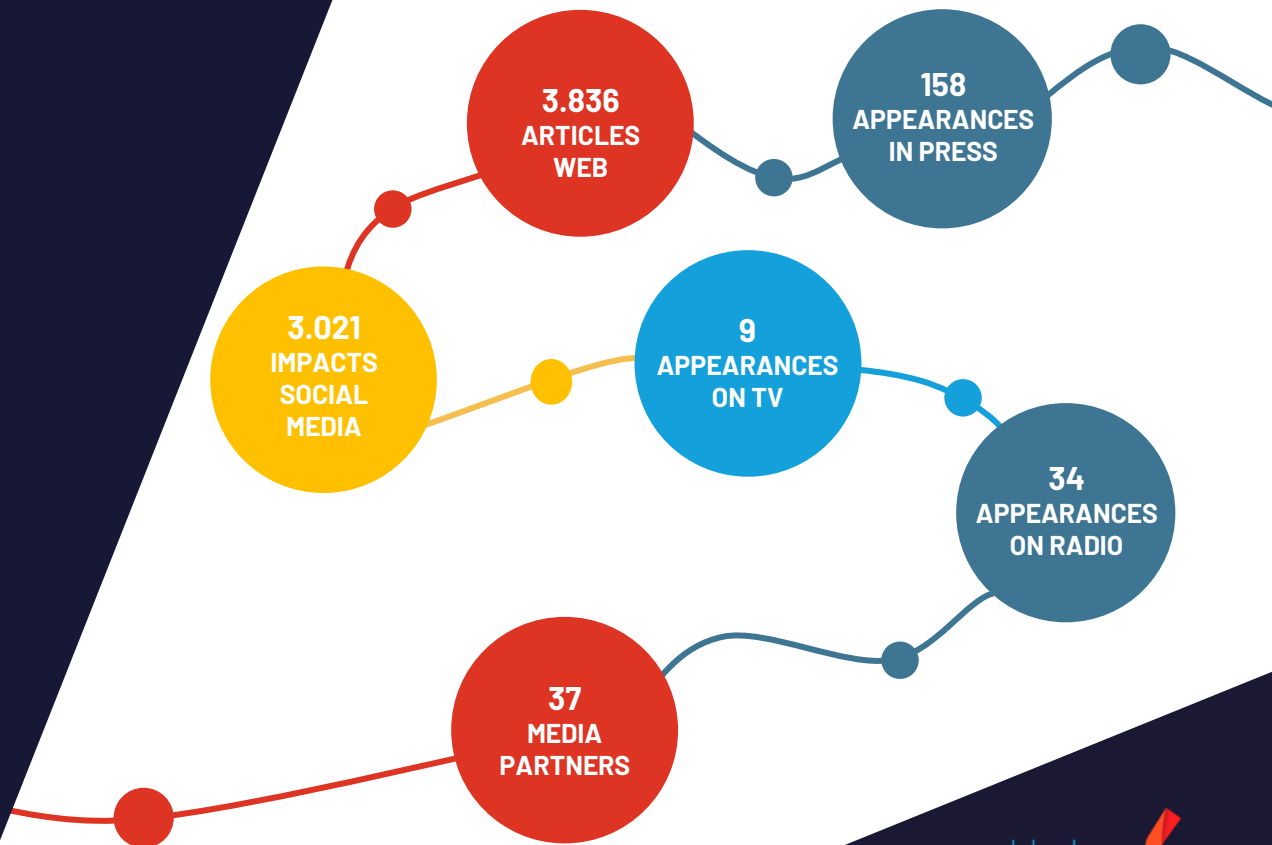 3.836
ARTICLES
WEB
158
APPEARANCES
IN PRESS
3.021
IMPACTS
SOCIAL
MEDIA
9
APPEARANCES
ON TV
34
APPEARANCES
ON RADIO
37
MEDIA
PARTNERS